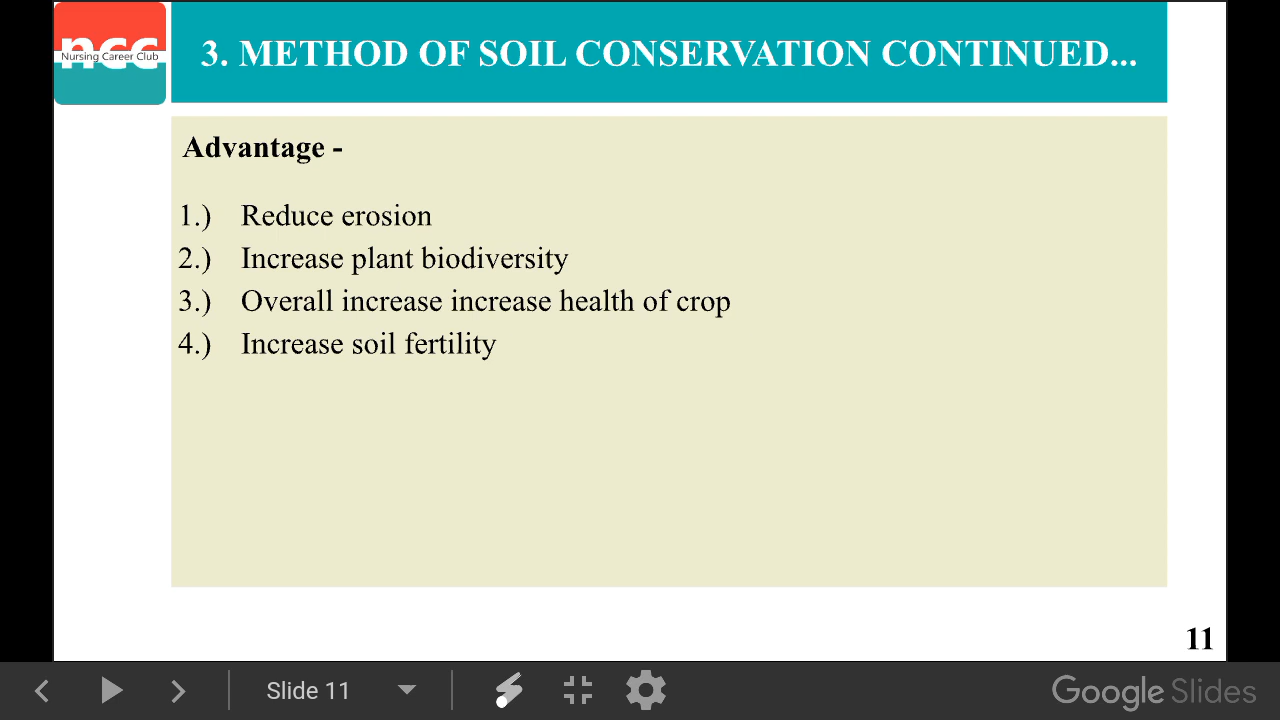 ncc
Nursing Career Club
3. METHOD OF SOIL CONSERVATION CONTINUED...
Advantage -
1.) Reduce erosion
2.) Increase plant biodiversity
3.) Overall increase increase health of crop
4.) Increase soil fertility
11
Slide 11
Google Slides